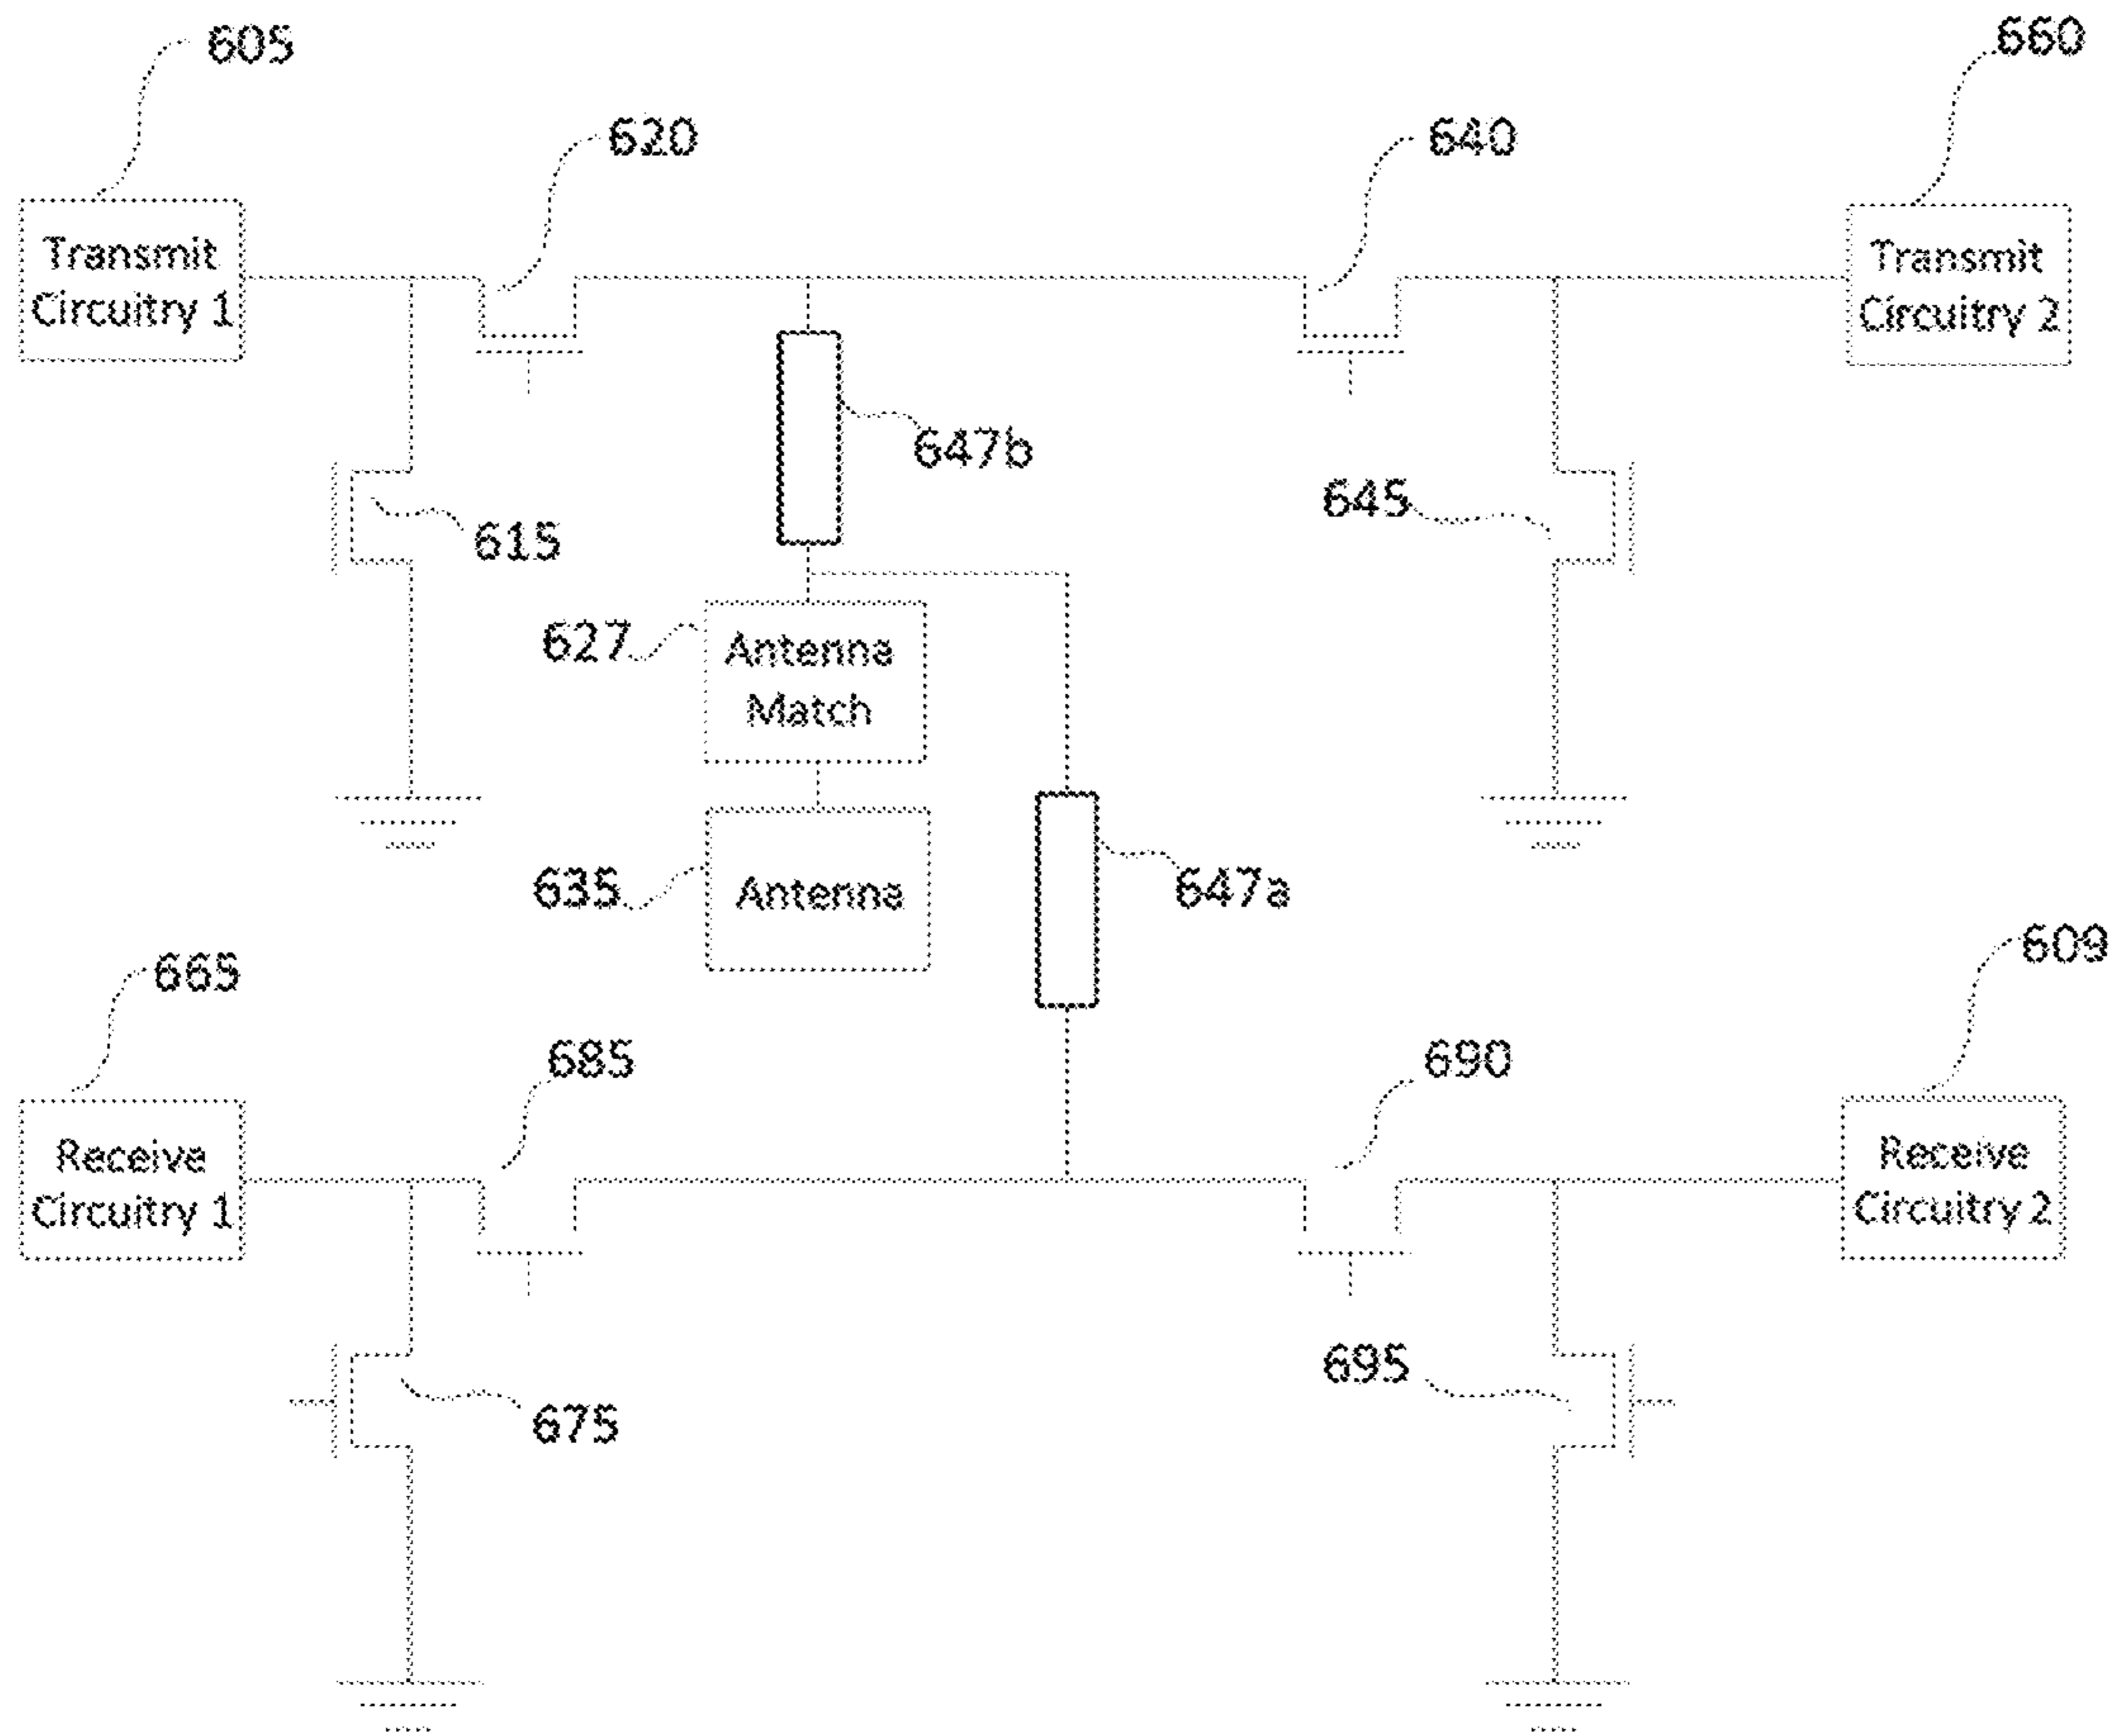 605
660
620
640
Transmit
Circuitry 1
Transmit
Circuitry 2
647b
645
615
627
Antenna
Match
635
Antenna
647a
665
609
685
690
Receive
Circuitry 1
Receive
Circuitry 2
675
695